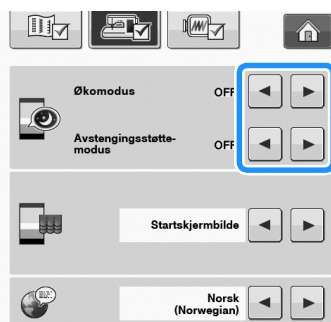 Økomodus OFF
Avstengingsstøtte-
modus OFF
Startskjermbilde
Norsk
(Norwegian)